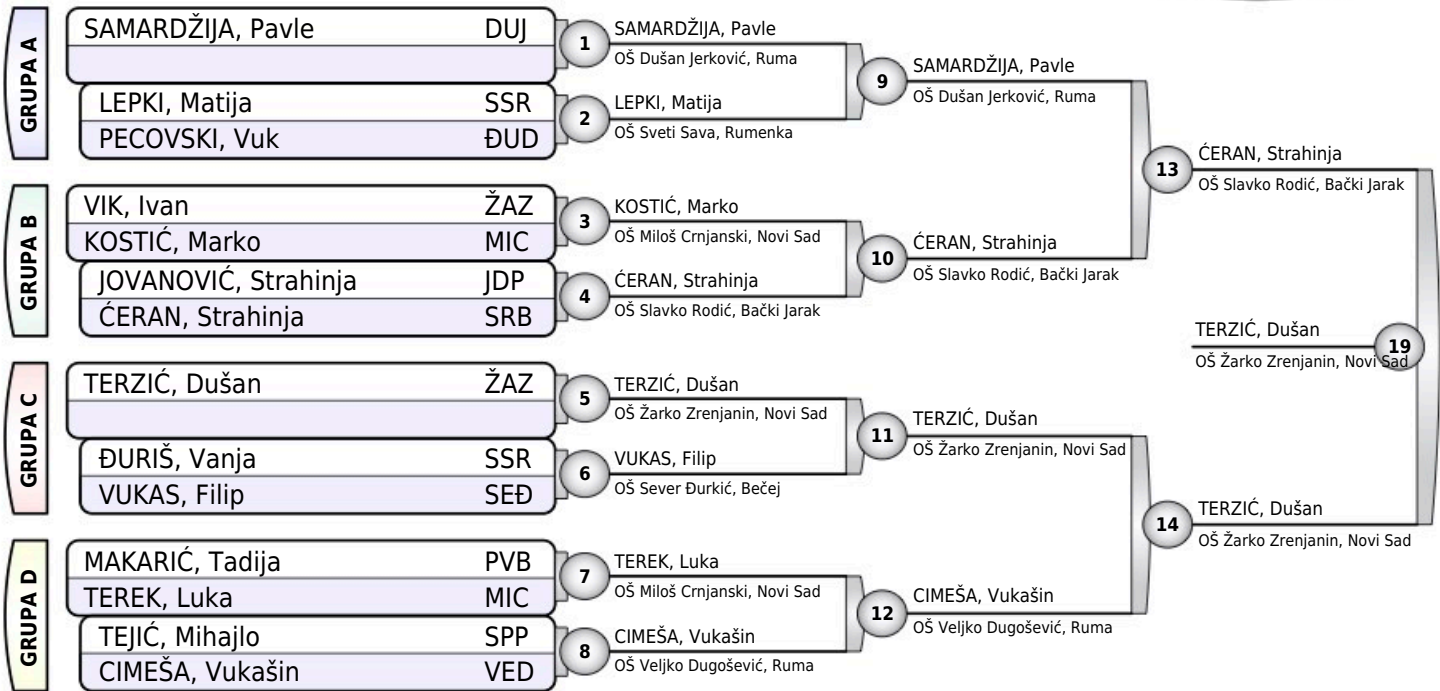 GRUPA A
SAMARDŽIJA, Pavle DUJ
LEPKI, Matija SSR
PECOVSKI, Vuk ĐUD
GRUPA B
VIK, Ivan ŽAZ
KOSTIĆ, Marko MIC
JOVANOVIĆ, Strahinja JDP
ĆERAN, Strahinja SRB
GRUPA C
TERZIĆ, Dušan ŽAZ
ĐURIŠ, Vanja SSR
VUKAS, Filip SEĐ
GRUPA D
MAKARIĆ, Tadija PVB
TEREK, Luka MIC
TEJIĆ, Mihajlo SPP
CIMEŠA, Vukašin VED
1
SAMARDŽIJA, Pavle
OŠ Dušan Jerković, Ruma
2
LEPKI, Matija
OŠ Sveti Sava, Rumenka
3
KOSTIĆ, Marko
OŠ Miloš Crnjanski, Novi Sad
4
ĆERAN, Strahinja
OŠ Slavko Rodić, Bački Jarak
5
TERZIĆ, Dušan
OŠ Žarko Zrenjanin, Novi Sad
6
VUKAS, Filip
OŠ Sever Đurkić, Bečej
7
TEREK, Luka
OŠ Miloš Crnjanski, Novi Sad
8
CIMEŠA, Vukašin
OŠ Veljko Dugošević, Ruma
9
SAMARDŽIJA, Pavle
OŠ Dušan Jerković, Ruma
10
ĆERAN, Strahinja
OŠ Slavko Rodić, Bački Jarak
11
TERZIĆ, Dušan
OŠ Žarko Zrenjanin, Novi Sad
12
CIMEŠA, Vukašin
OŠ Veljko Dugošević, Ruma
13
ĆERAN, Strahinja
OŠ Slavko Rodić, Bački Jarak
14
TERZIĆ, Dušan
OŠ Žarko Zrenjanin, Novi Sad
TERZIĆ, Dušan
19
OŠ Žarko Zrenjanin, Novi Sad